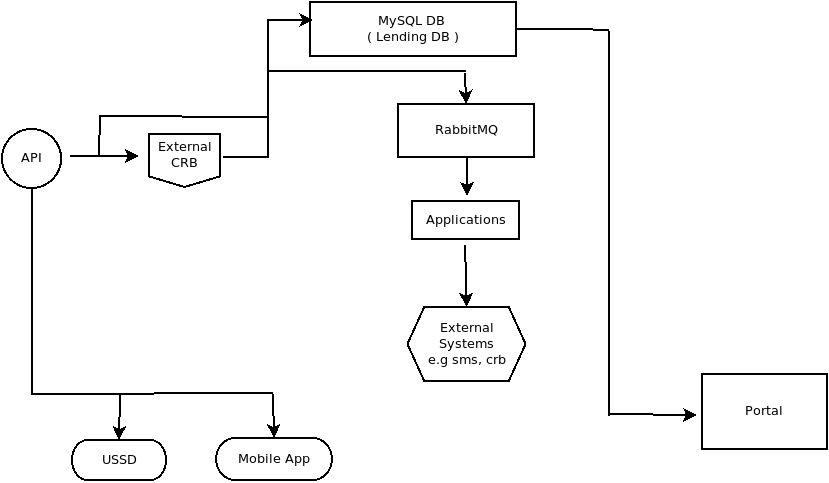 MySQL DB
( Lending DB )
RabbitMQ
API
External
CRB
Applications
External
Systems
e.g sms, crb
Portal
USSD
Mobile App